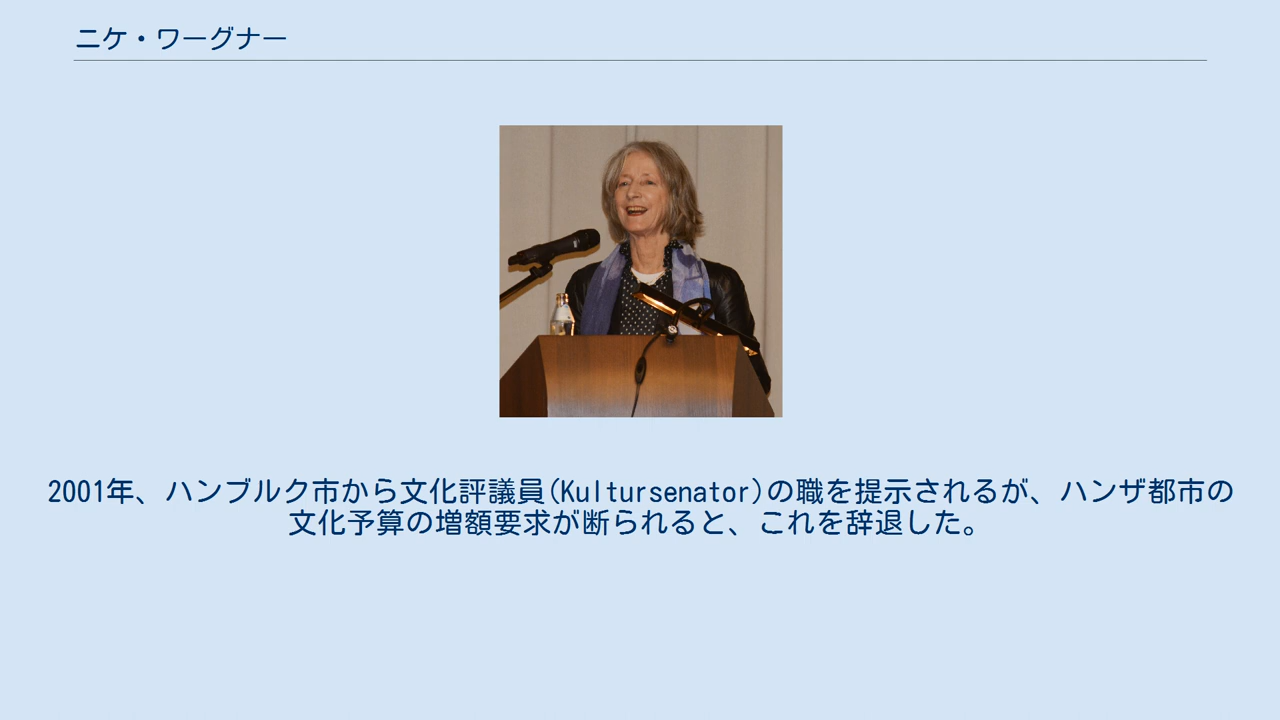 ニケ・ワーグナー
2001年、ハンブルク市から文化評議員(Kultursenator)の職を提示されるが、ハンザ都市の
文化予算の増額要求が断られると、これを辞退した。